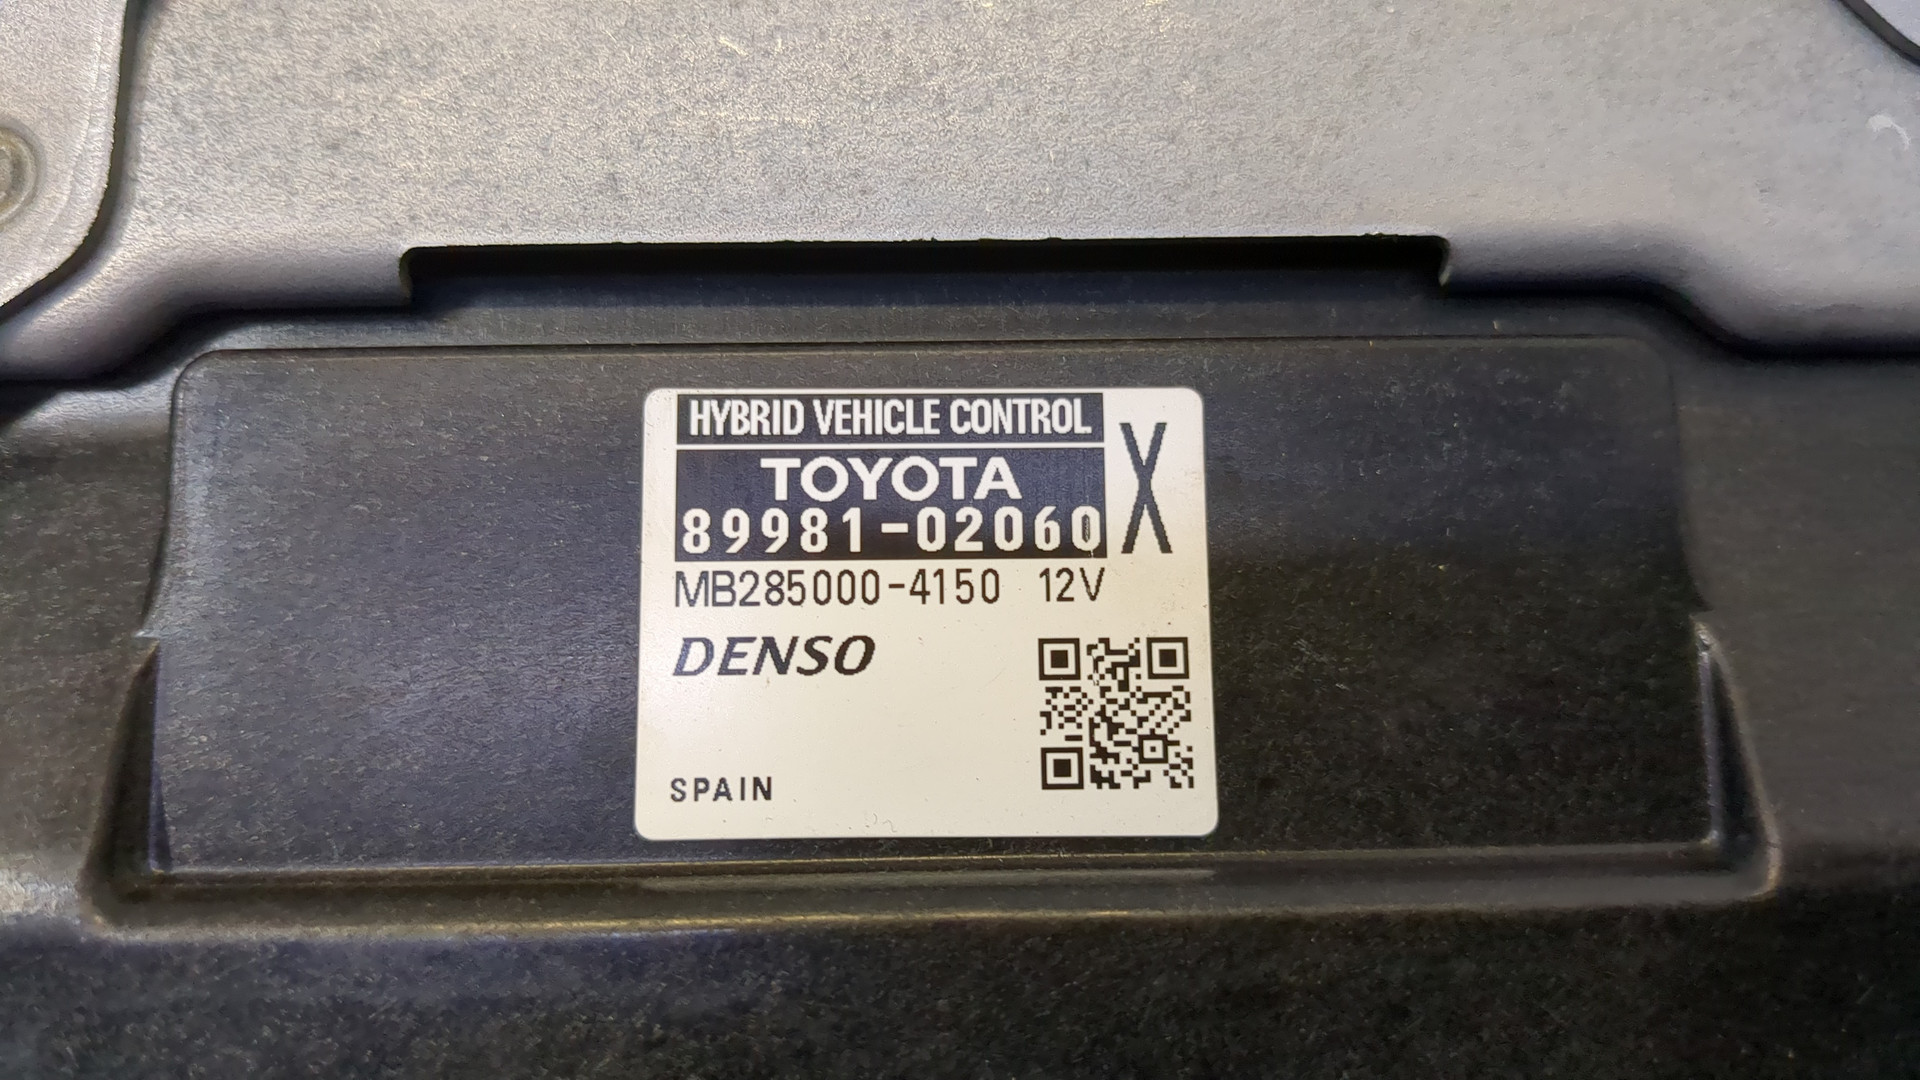 HYBRID VEHICLE CONTROL
X
TOYOTA
89981-02060
MB285000-4150 12V
DENSO
SPAIN